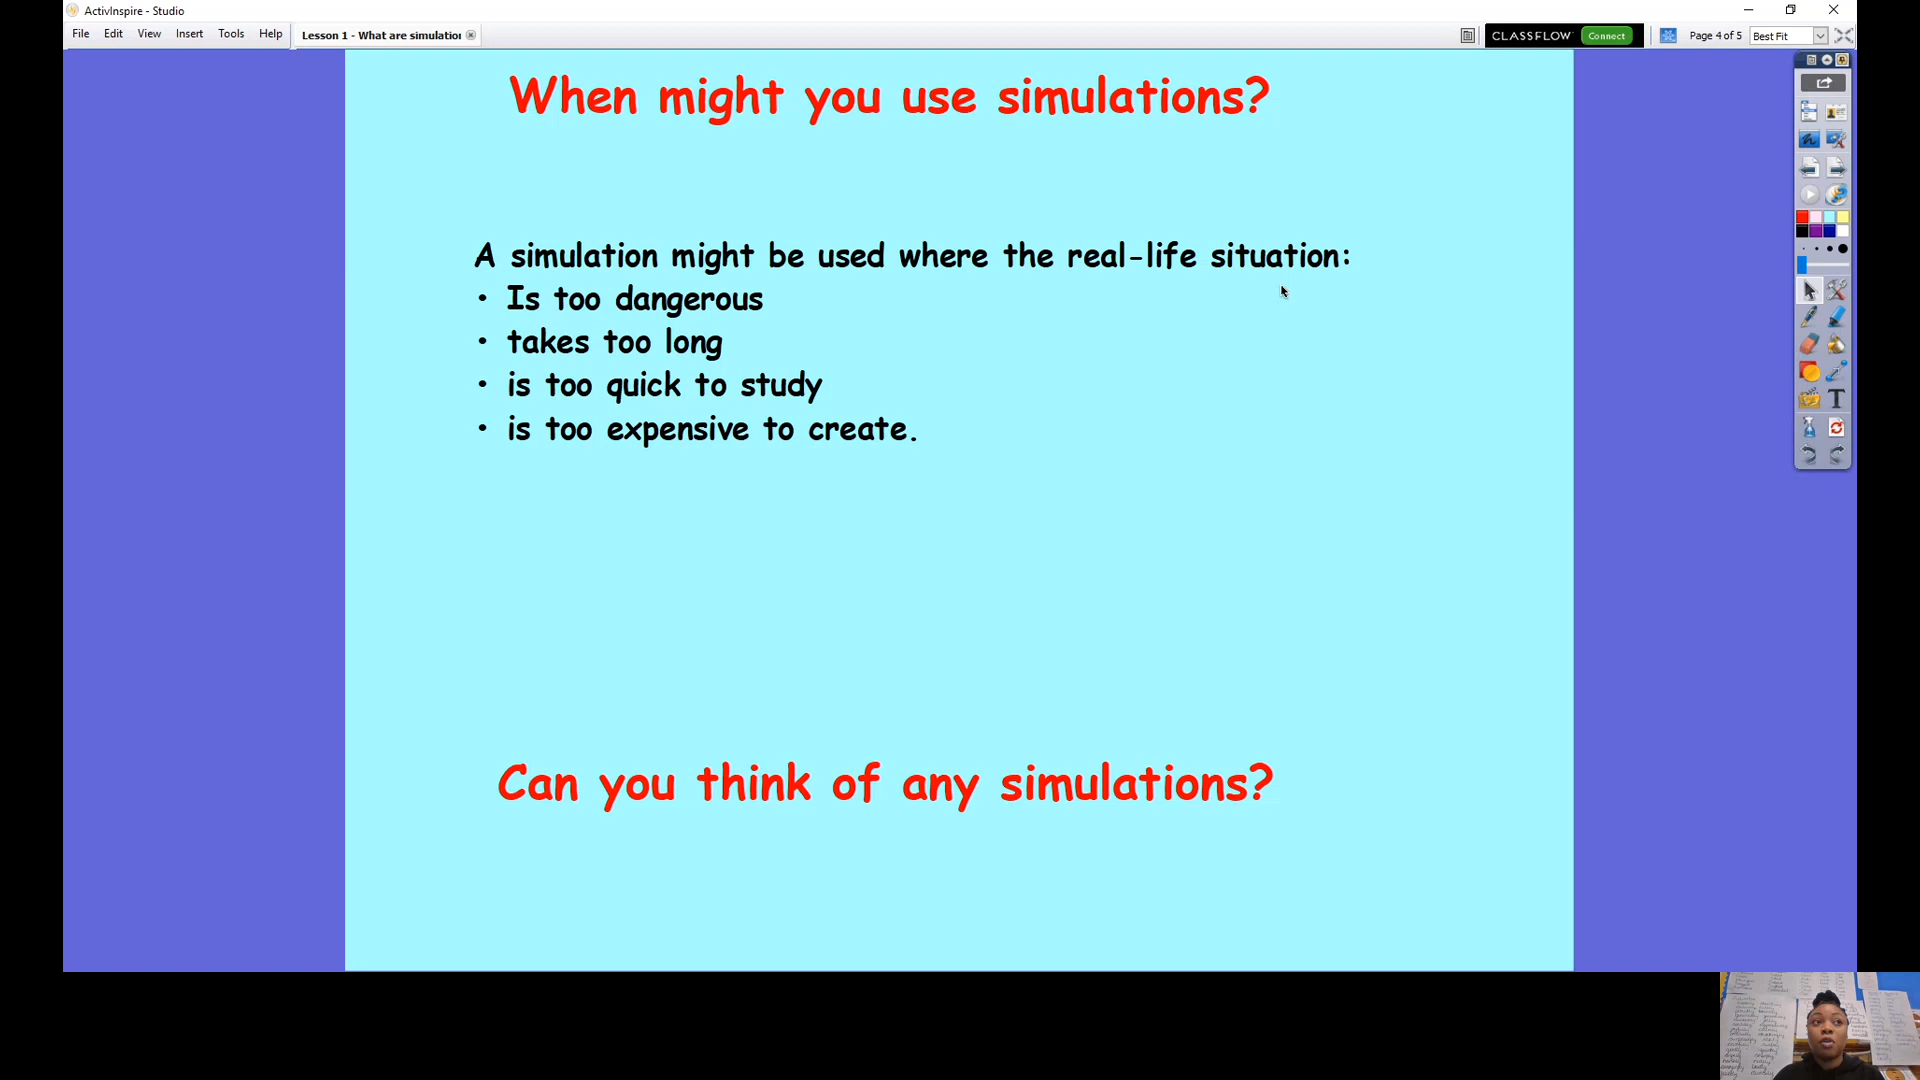 ActivInspire - Studio
File Edit View Insert Tools Help
Lesson 1 - What are simulation
CLASSFLOW Connect
Page 4 of 5
Best Fit
When might you use simulations?
A simulation might be used where the real-life situation:
• Is too dangerous
• takes too long
• is too quick to study
• is too expensive to create.
Can you think of any simulations?